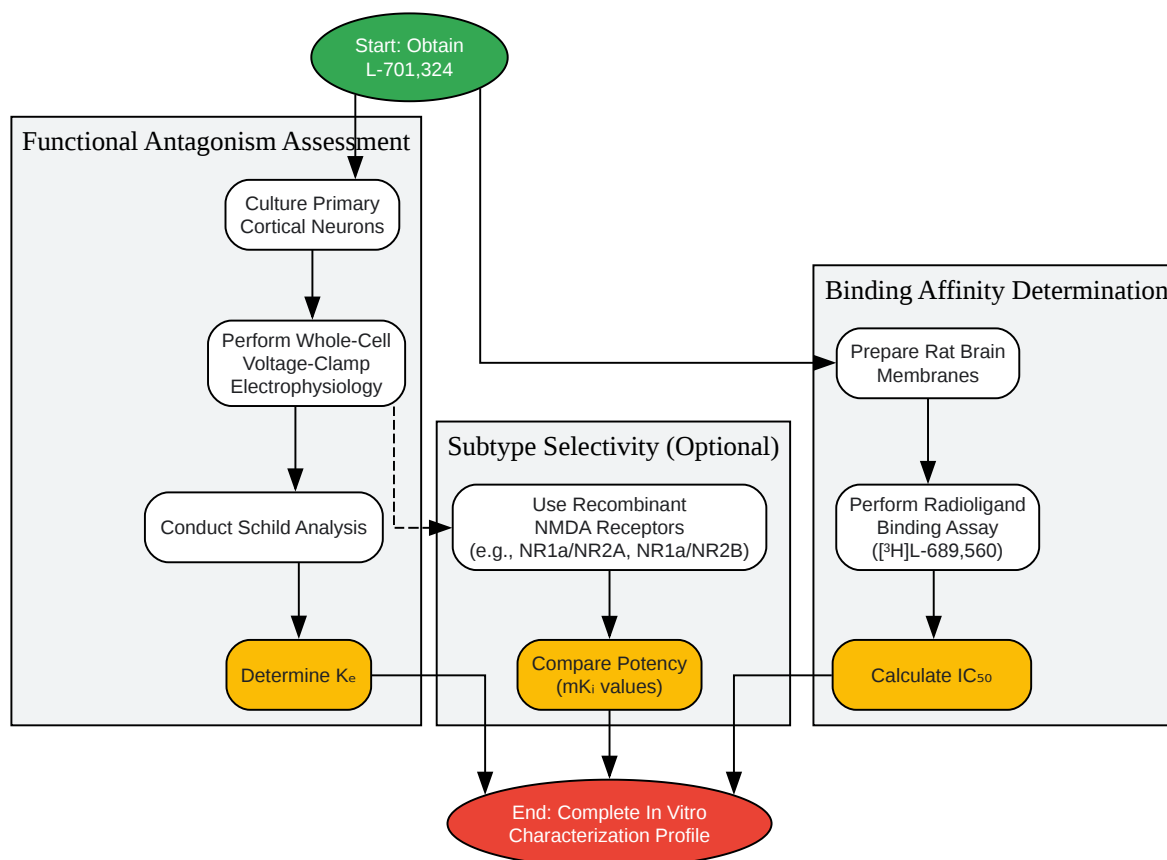 Start: Obtain
L-701,324
Functional Antagonism Assessment
Culture Primary
Cortical Neurons
Perform Whole-Cell
Voltage-Clamp
Electrophysiology
Conduct Schild Analysis
Determine Kₑ
Subtype Selectivity (Optional)
Use Recombinant
NMDA Receptors
(e.g., NR1a/NR2A, NR1a/NR2B)
Compare Potency
(mKᵢ values)
Binding Affinity Determination
Prepare Rat Brain
Membranes
Perform Radioligand
Binding Assay
([³H]L-689,560)
Calculate IC₅₀
End: Complete In Vitro
Characterization Profile